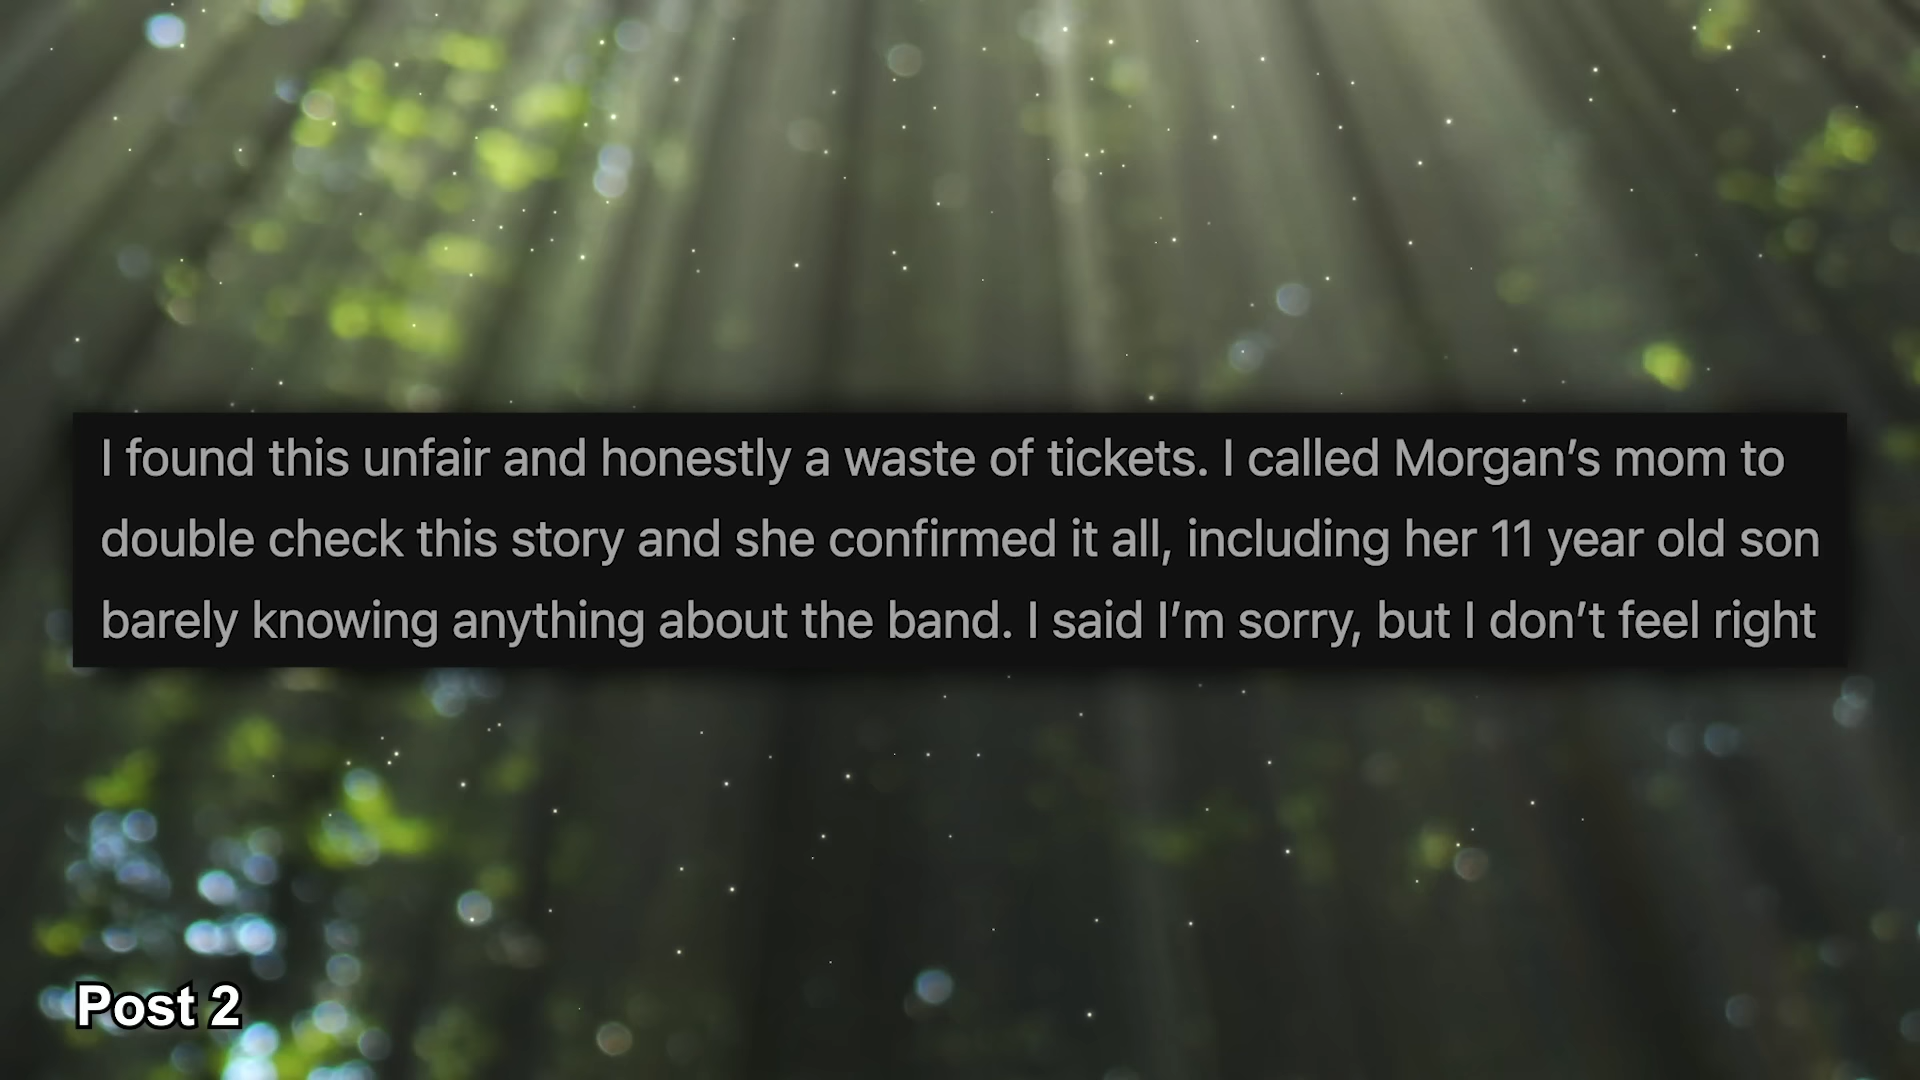 I found this unfair and honestly a waste of tickets. I called Morgan’s mom to
double check this story and she confirmed it all, including her 11 year old son
barely knowing anything about the band. I said I’m sorry, but I don’t feel right
Post 2